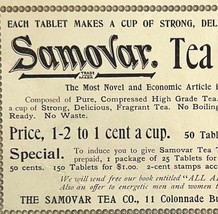 EACH TABLET MAKES A CUP OF STRONG, DEL
Samovar. Tea
TRADE MARK
The Most Novel and Economic Article
Composed of Pure, Compressed High Grade Tea.
a cup of Strong, Delicious, Fragrant Tea. No Boiling
Ready. No Waste.
Price, 1-2 to 1 cent a cup. 50 Tabl
Special. To induce you to give Samovar Tea
prepaid, 1 package of 25 Tablets for
50 cents. 150 Tablets for $1.00. 2-cent stamps acc
We will send free our book entitled "ALL A
Also an offer to energetic men and women
THE SAMOVAR TEA CO., 11 Colonnade B